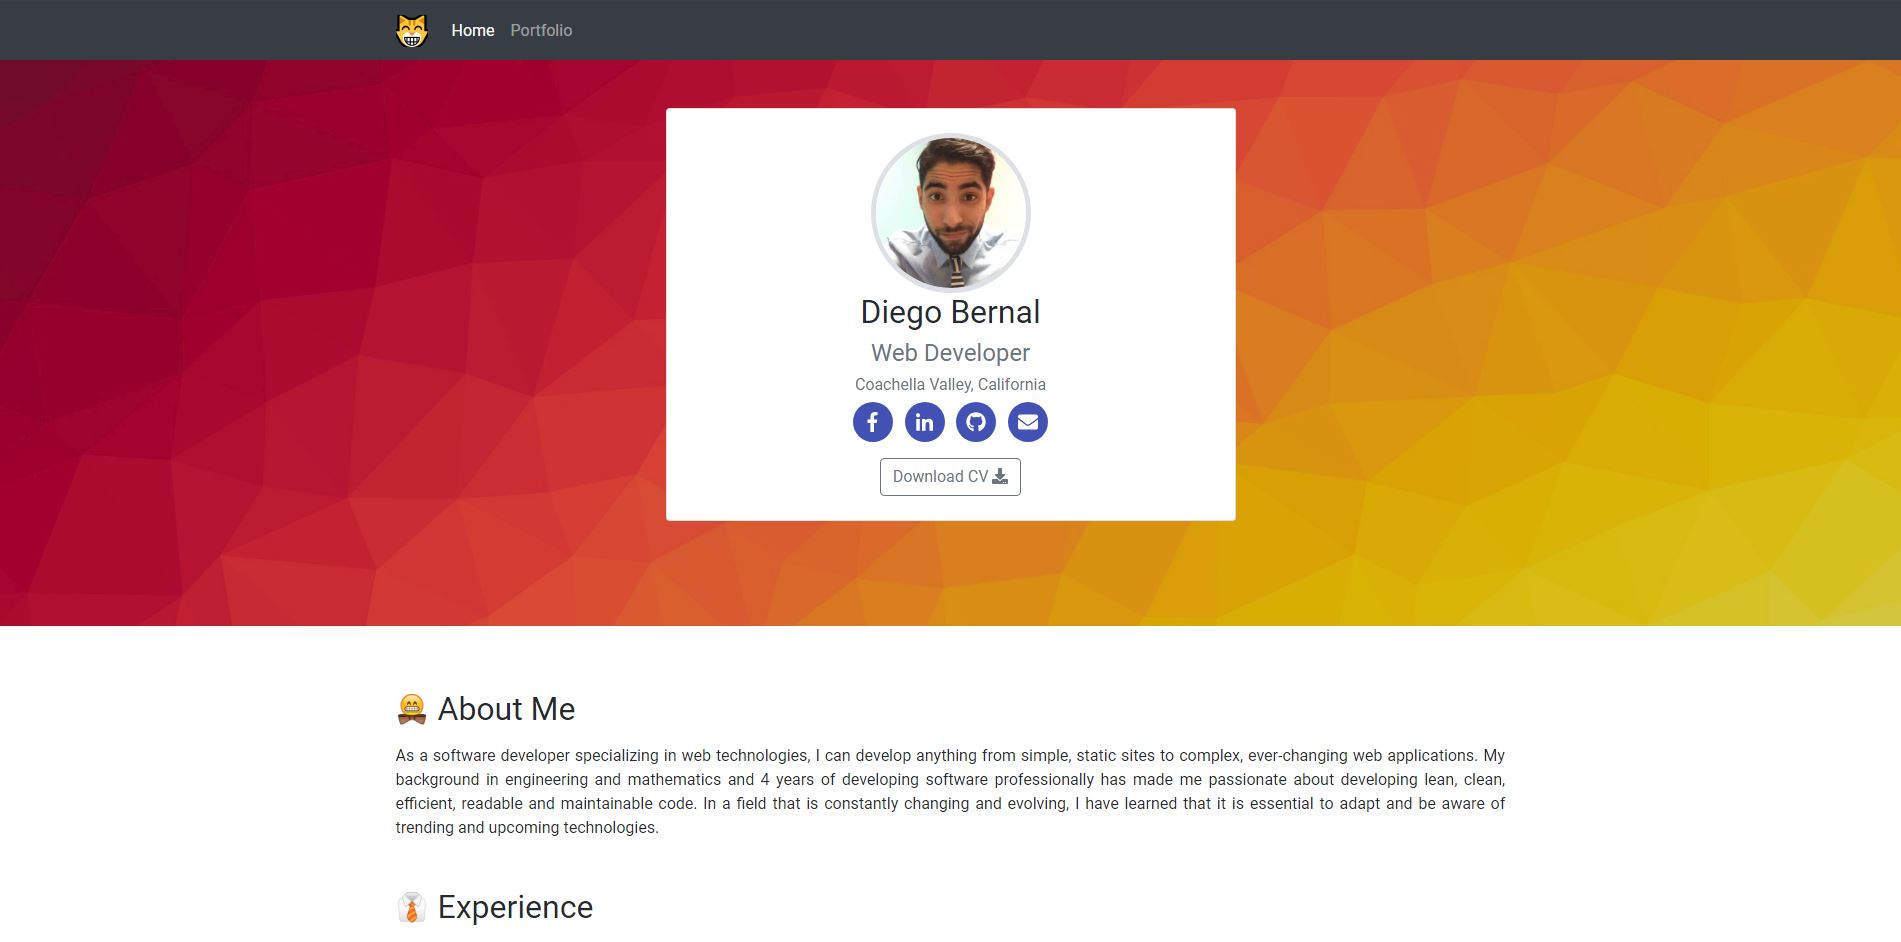 Home Portfolio
Diego Bernal
Web Developer
Coachella Valley, California
Download CV
About Me
As a software developer specializing in web technologies, I can develop anything from simple, static sites to complex, ever-changing web applications. My
background in engineering and mathematics and 4 years of developing software professionally has made me passionate about developing lean, clean,
efficient, readable and maintainable code. In a field that is constantly changing and evolving, I have learned that it is essential to adapt and be aware of
trending and upcoming technologies.
Experience